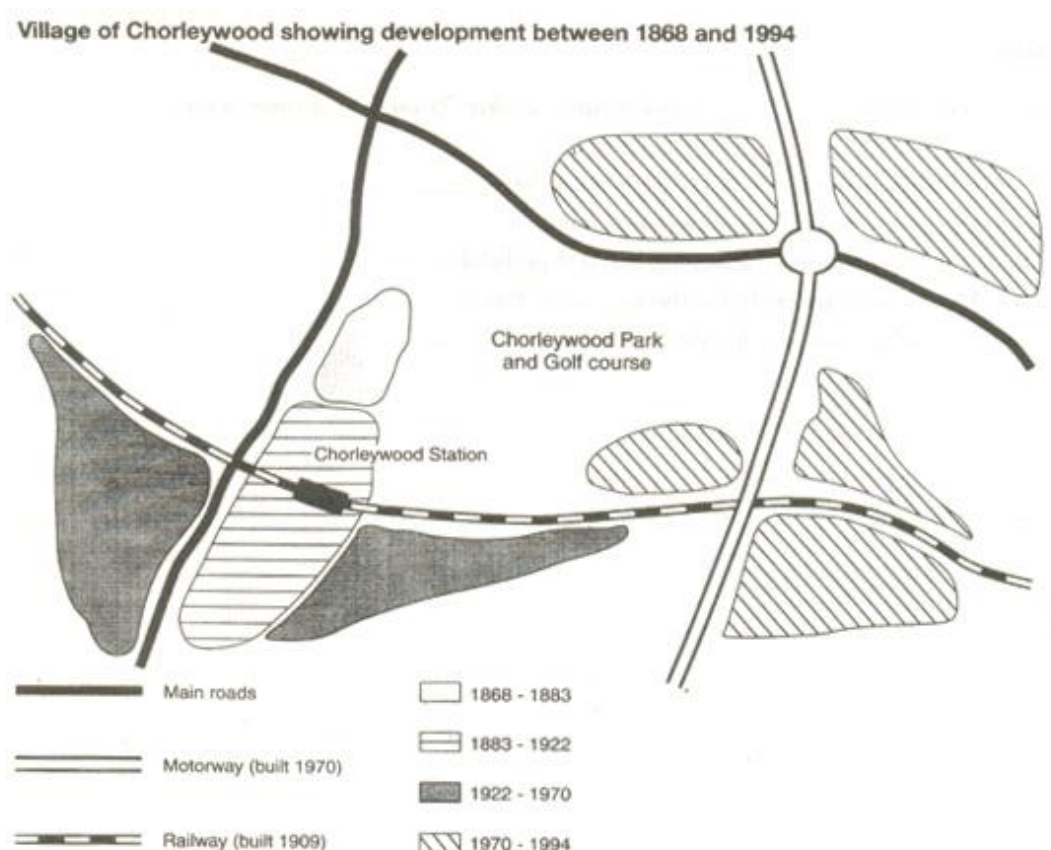 Village of Chorleywood showing development between 1868 and 1994
Chorleywood Park
and Golf course
Chorleywood Station
Main roads
Motorway (built 1970)
Railway (built 1909)
1868 - 1883
1883 - 1922
1922 - 1970
1970 - 1994